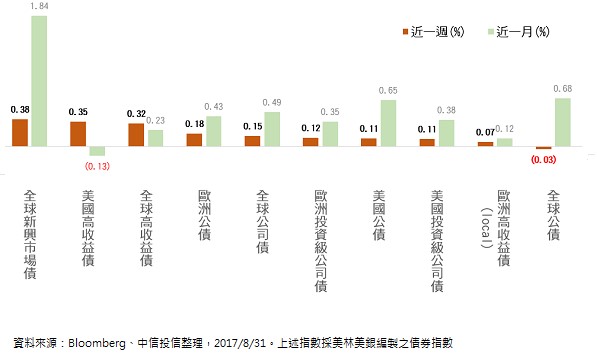 近一週(%) 近一月(%)
1.84
0.38
0.35
(0.13)
0.32
0.23
0.18
0.43
0.15
0.49
0.12
0.35
0.11
0.65
0.11
0.38
0.07
0.12
(0.03)
0.68
全球新興市場債
美國高收益債
全球高收益債
歐洲公債
全球公司債
歐洲投資級公司債
美國公債
美國投資級公司債
歐洲高收益債
(local)
全球公債
資料來源：Bloomberg、中信投信整理，2017/8/31。上述指數採美林美銀編製之債券指數